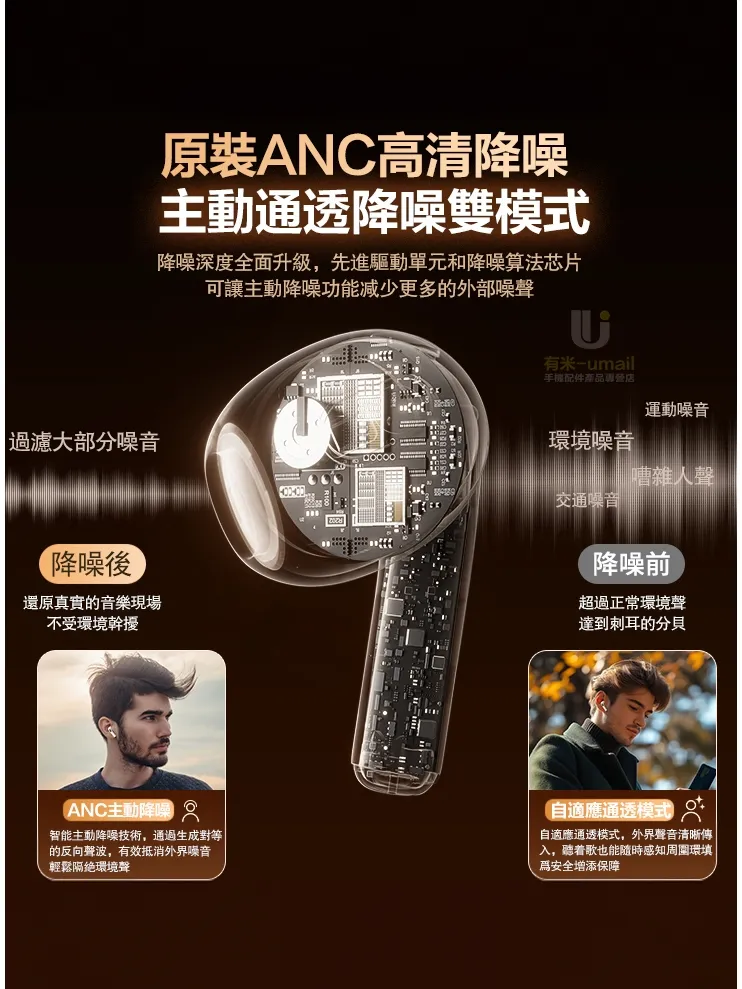 原裝ANC高清降噪
主動通透降噪雙模式
降噪深度全面升級，先進驅動單元和降噪算法芯片
可讓主動降噪功能减少更多的外部噪聲
有米-umail
手機配件產品專營店
運動噪音
過濾大部分噪音
環境噪音
嘈雜人聲
交通噪音
降噪後
降噪前
還原真實的音樂現場
不受環境幹擾
超過正常環境聲
達到刺耳的分貝
R100
R202
ANC主動降噪
智能主動降噪技術，通過生成對等
的反向聲波，有效抵消外界噪音
輕鬆隔絶環境聲
自適應通透模式
自適應通透模式，外界聲音清晰傳
入，聽着歌也能隨時感知周圍環填
爲安全增添保障